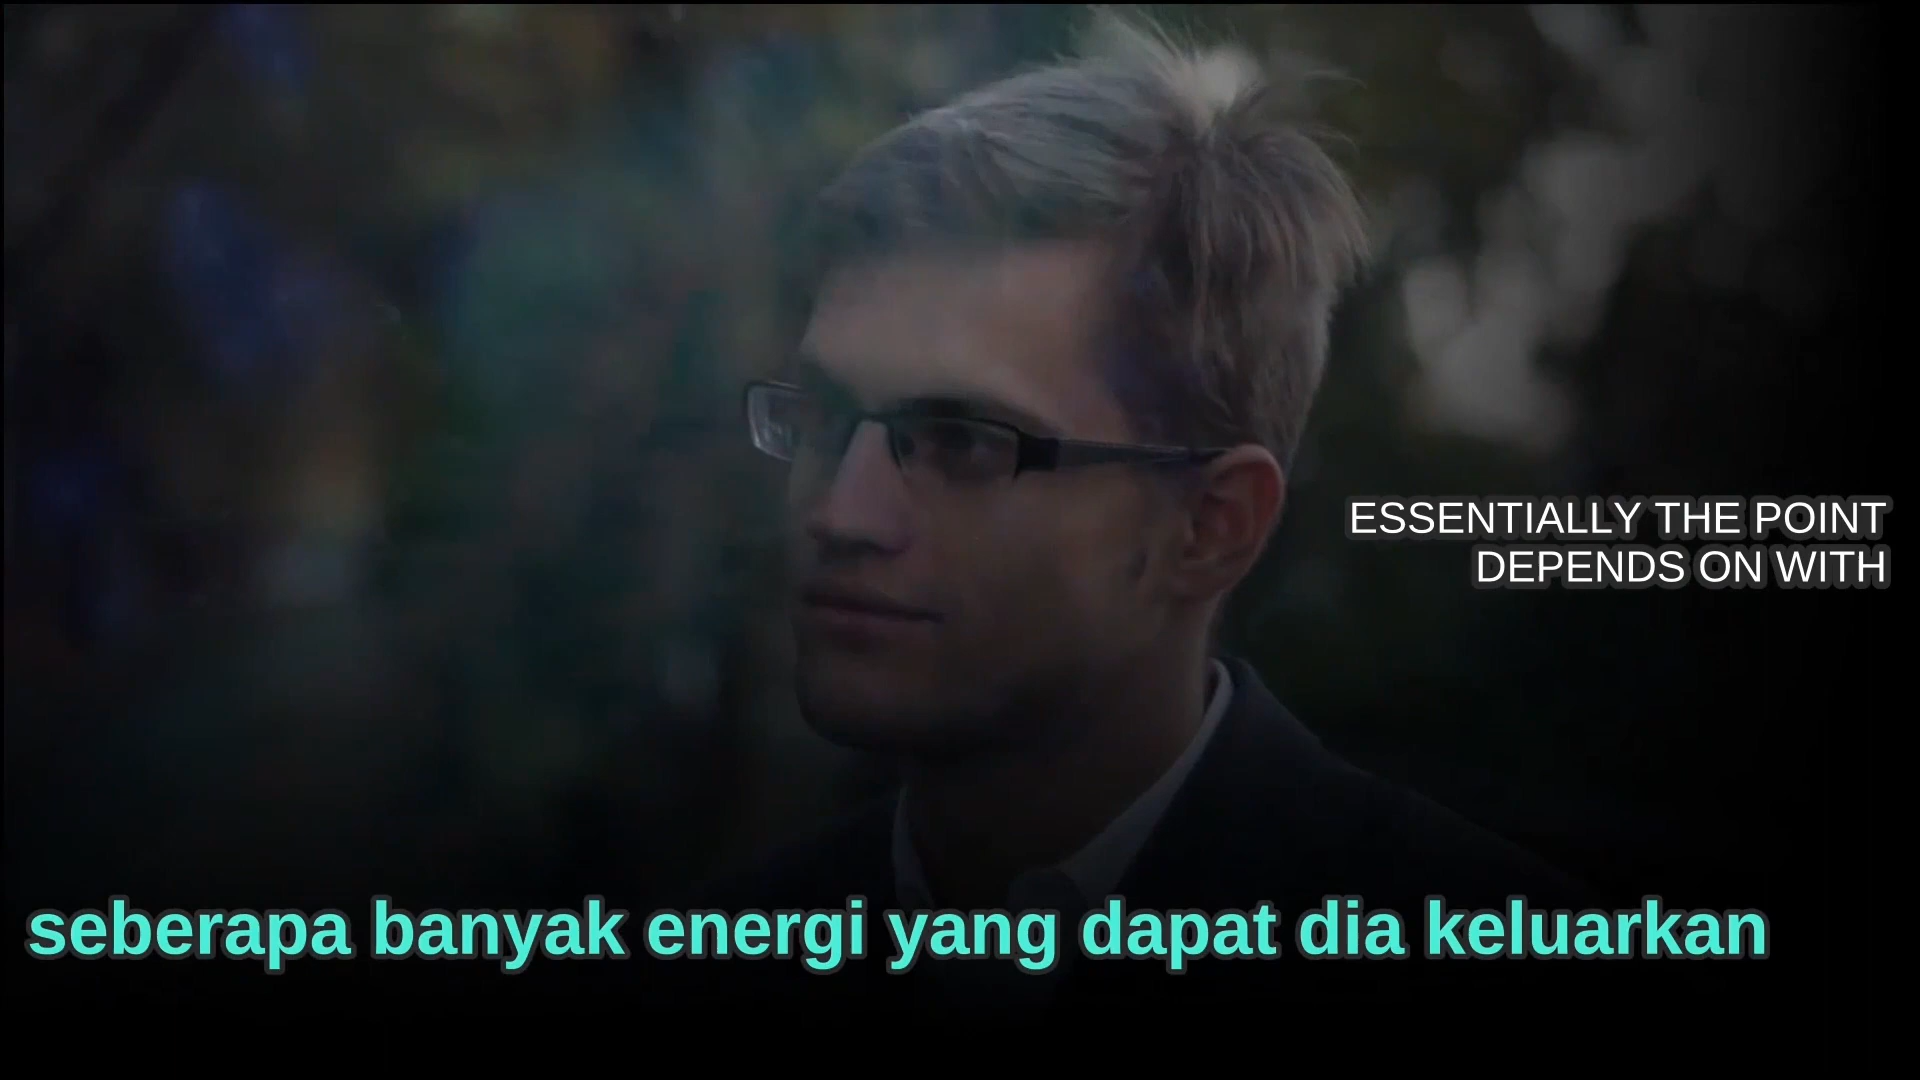 ESSENTIALLY THE POINT
DEPENDS ON WITH
seberapa banyak energi yang dapat dia keluarkan